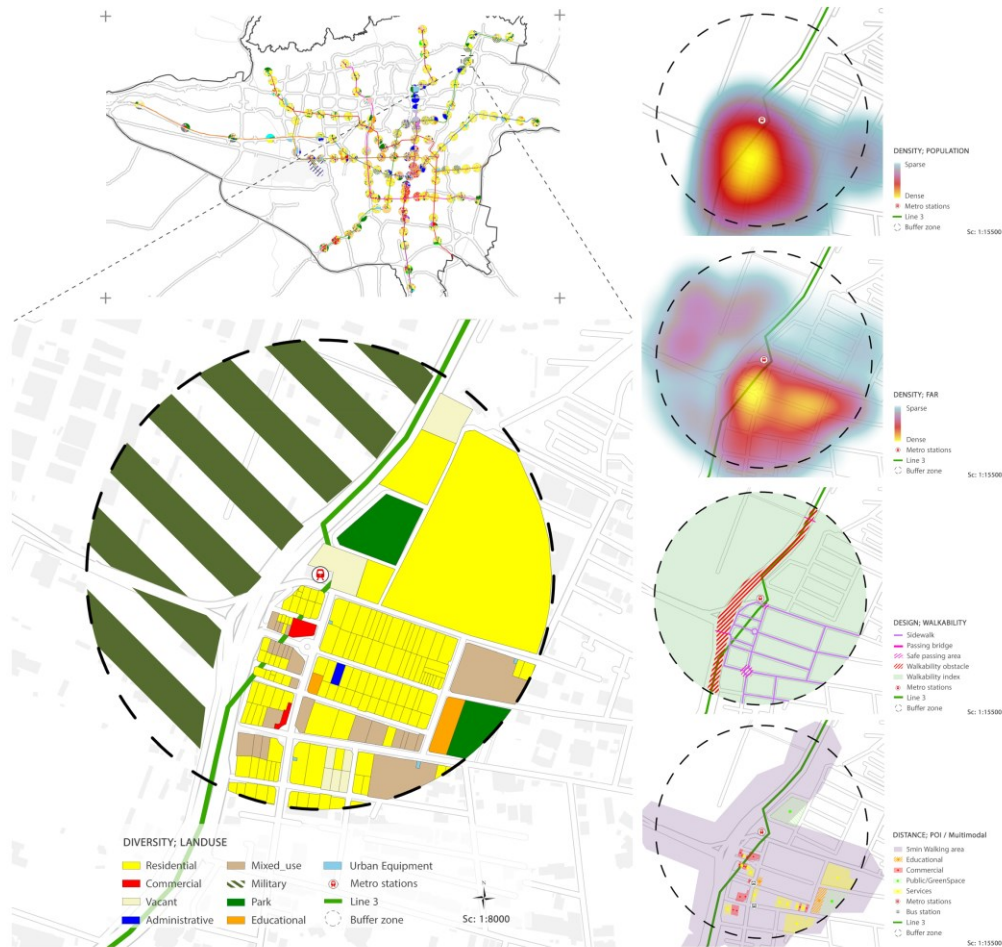 DENSITY; POPULATION
Sparse
Dense
Metro stations
Line 3
Buffer zone
Sc: 1:15500
DENSITY; FAR
Sparse
Dense
Metro stations
Line 3
Buffer zone
Sc: 1:15500
DESIGN; WALKABILITY
Sidewalk
Passing bridge
Safe passing area
Walkability obstacle
Walkability index
Metro stations
Line 3
Buffer zone
Sc: 1:15500
DISTANCE; POI / Multimodal
5min Walking area
Educational
Commercial
Public/GreenSpace
Services
Metro stations
Bus station
Line 3
Buffer zone
Sc: 1:15500
DIVERSITY; LANDUSE
Residential
Commercial
Vacant
Administrative
Mixed_use
Military
Park
Educational
Urban Equipment
Metro stations
Line 3
Buffer zone
Sc: 1:8000